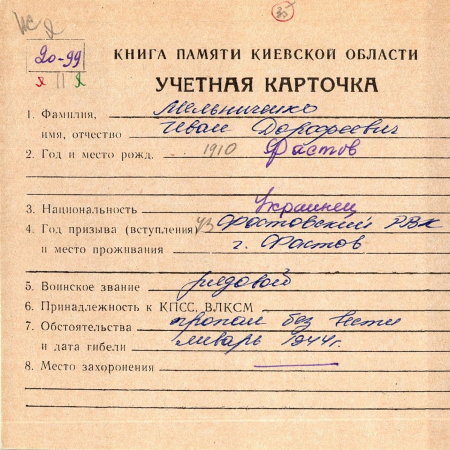 30
20-99
КНИГА ПАМЯТИ КИЕВСКОЙ ОБЛАСТИ
УЧЕТНАЯ КАРТОЧКА
1. Фамилия, Мельниченко
имя, отчество Иван Дорофеевич
2. Год и место рожд. 1910 Фастов
3. Национальность Украинец
4. Год призыва (вступления) Фастовский РВК
и место проживания г. Фастов
5. Воинское звание рядовой
6. Принадлежность к КПСС, ВЛКСМ
7. Обстоятельства пропал без вести
и дата гибели январь 1944г.
8. Место захоронения